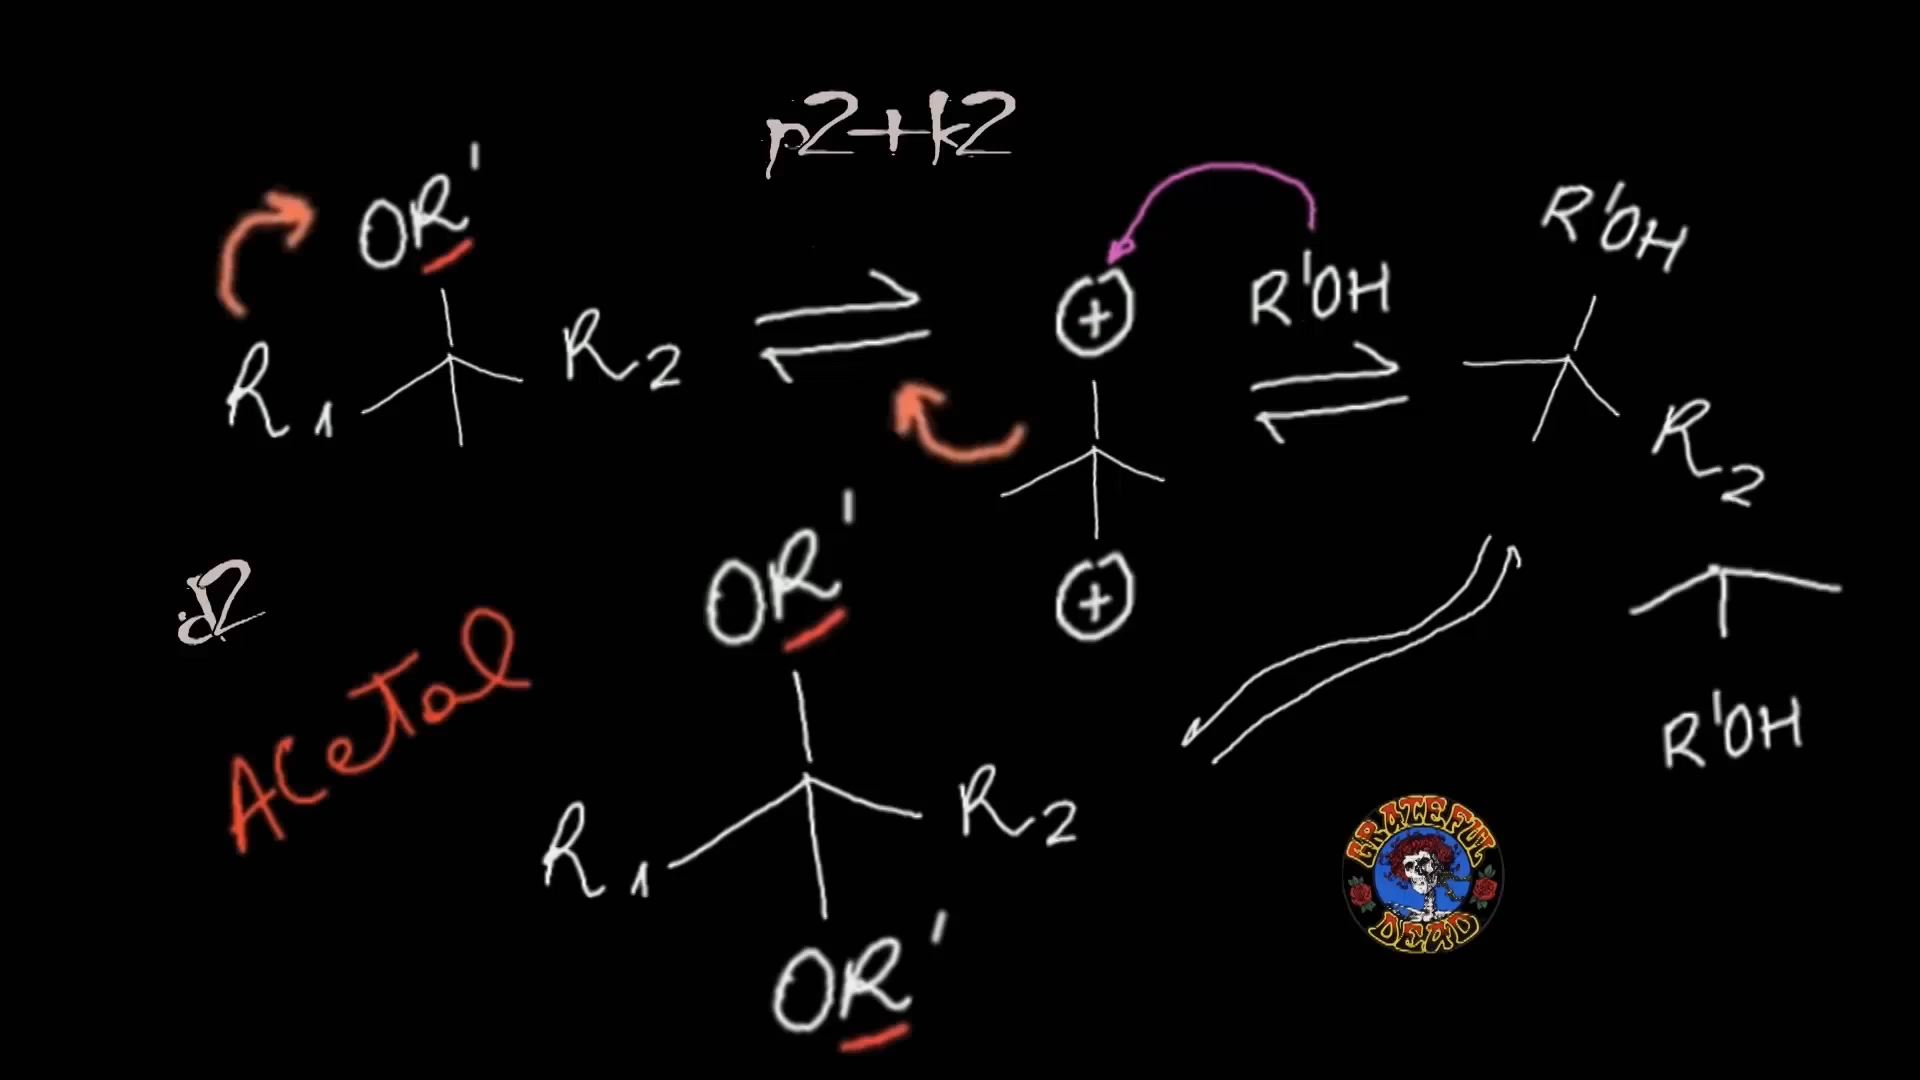 p2+k2
OR'
R1
R2
+
R'OH
R'OH
R2
d2
Acetal
OR'
R1
R2
OR'
+
R'OH
GRATEFUL
DEAD